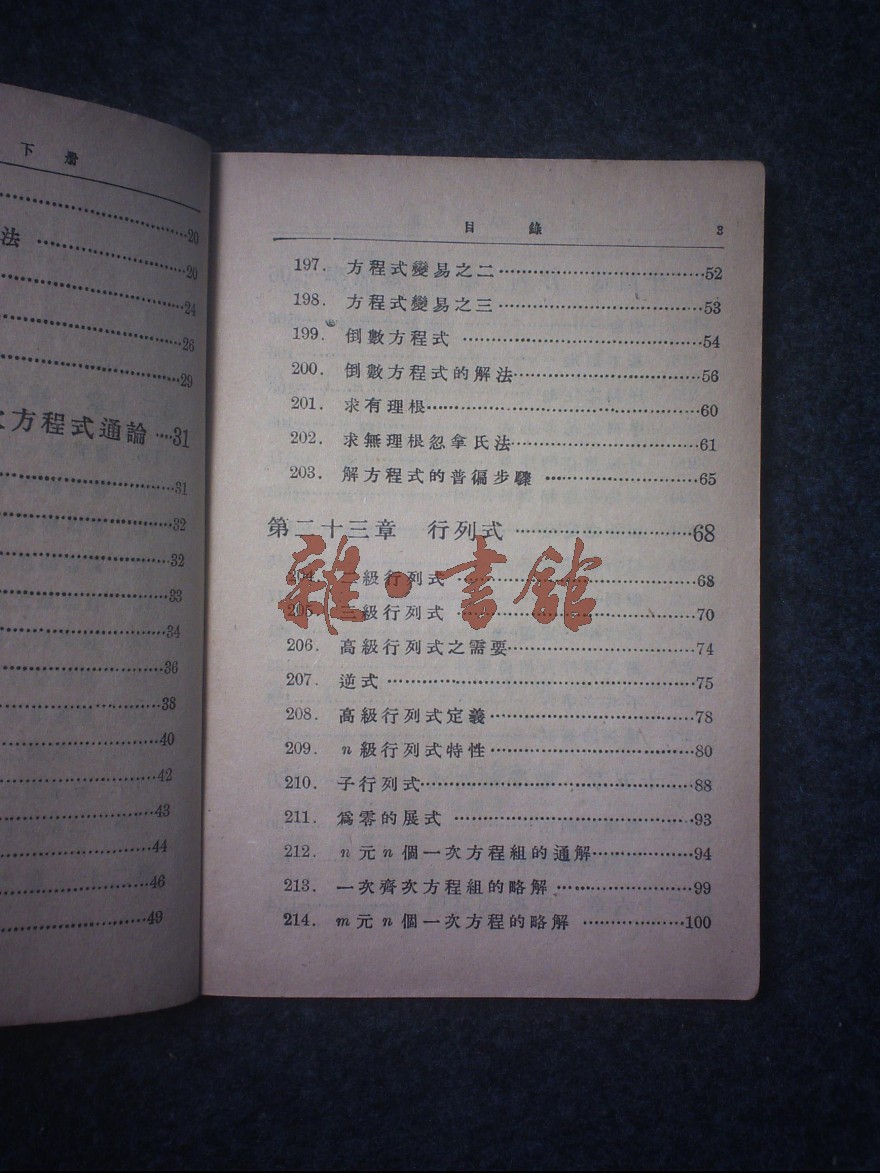 下 册
20
法 20
24
26
29
方程式通論 31
31
32
32
33
34
36
38
40
42
43
44
46
49
目 錄 3
197. 方程式變易之二 52
198. 方程式變易之三 53
199. 倒數方程式 54
200. 倒數方程式的解法 56
201. 求有理根 60
202. 求無理根忽拿氏法 61
203. 解方程式的普徧步驟 65
第二十三章 行列式 68
204. 二級行列式 68
205. 三級行列式 70
206. 高級行列式之需要 74
207. 逆式 75
208. 高級行列式定義 78
209. n級行列式特性 80
210. 子行列式 88
211. 爲零的展式 93
212. n元n個一次方程組的通解 94
213. 一次齊次方程組的略解 99
214. m元n個一次方程的略解 100
雜·書館